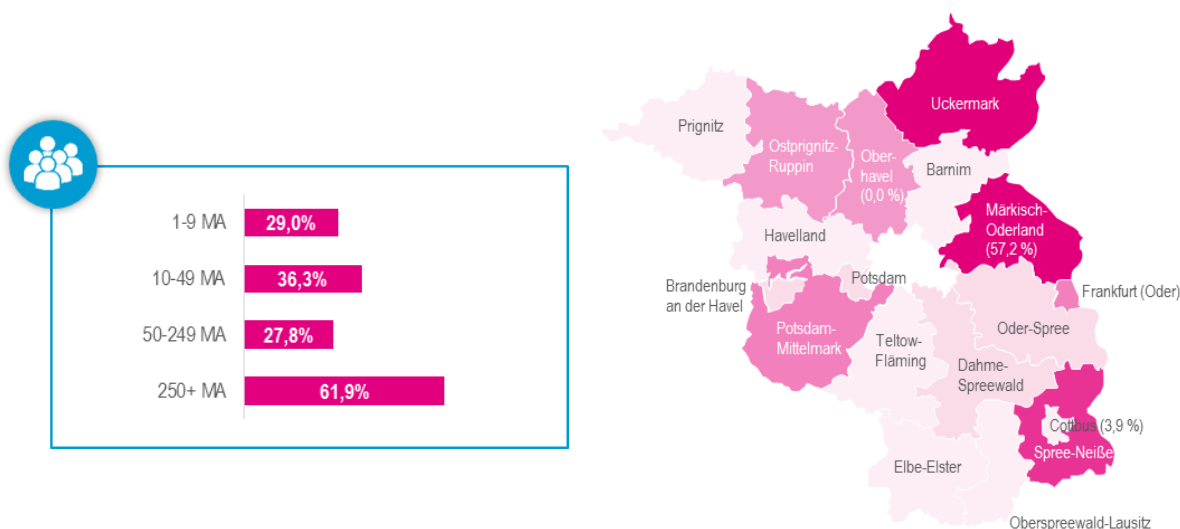 1-9 MA
29,0%
10-49 MA
36,3%
50-249 MA
27,8%
250+ MA
61,9%
Uckermark
Prignitz
Ostprignitz-
Ruppin
Ober-
havel
(0,0 %)
Barnim
Märkisch-
Oderland
(57,2 %)
Havelland
Potsdam
Brandenburg
an der Havel
Frankfurt (Oder)
Potsdam-
Mittelmark
Teltow-
Fläming
Oder-Spree
Dahme-
Spreewald
Cottbus (3,9 %)
Spree-Neiße
Elbe-Elster
Oberspreewald-Lausitz